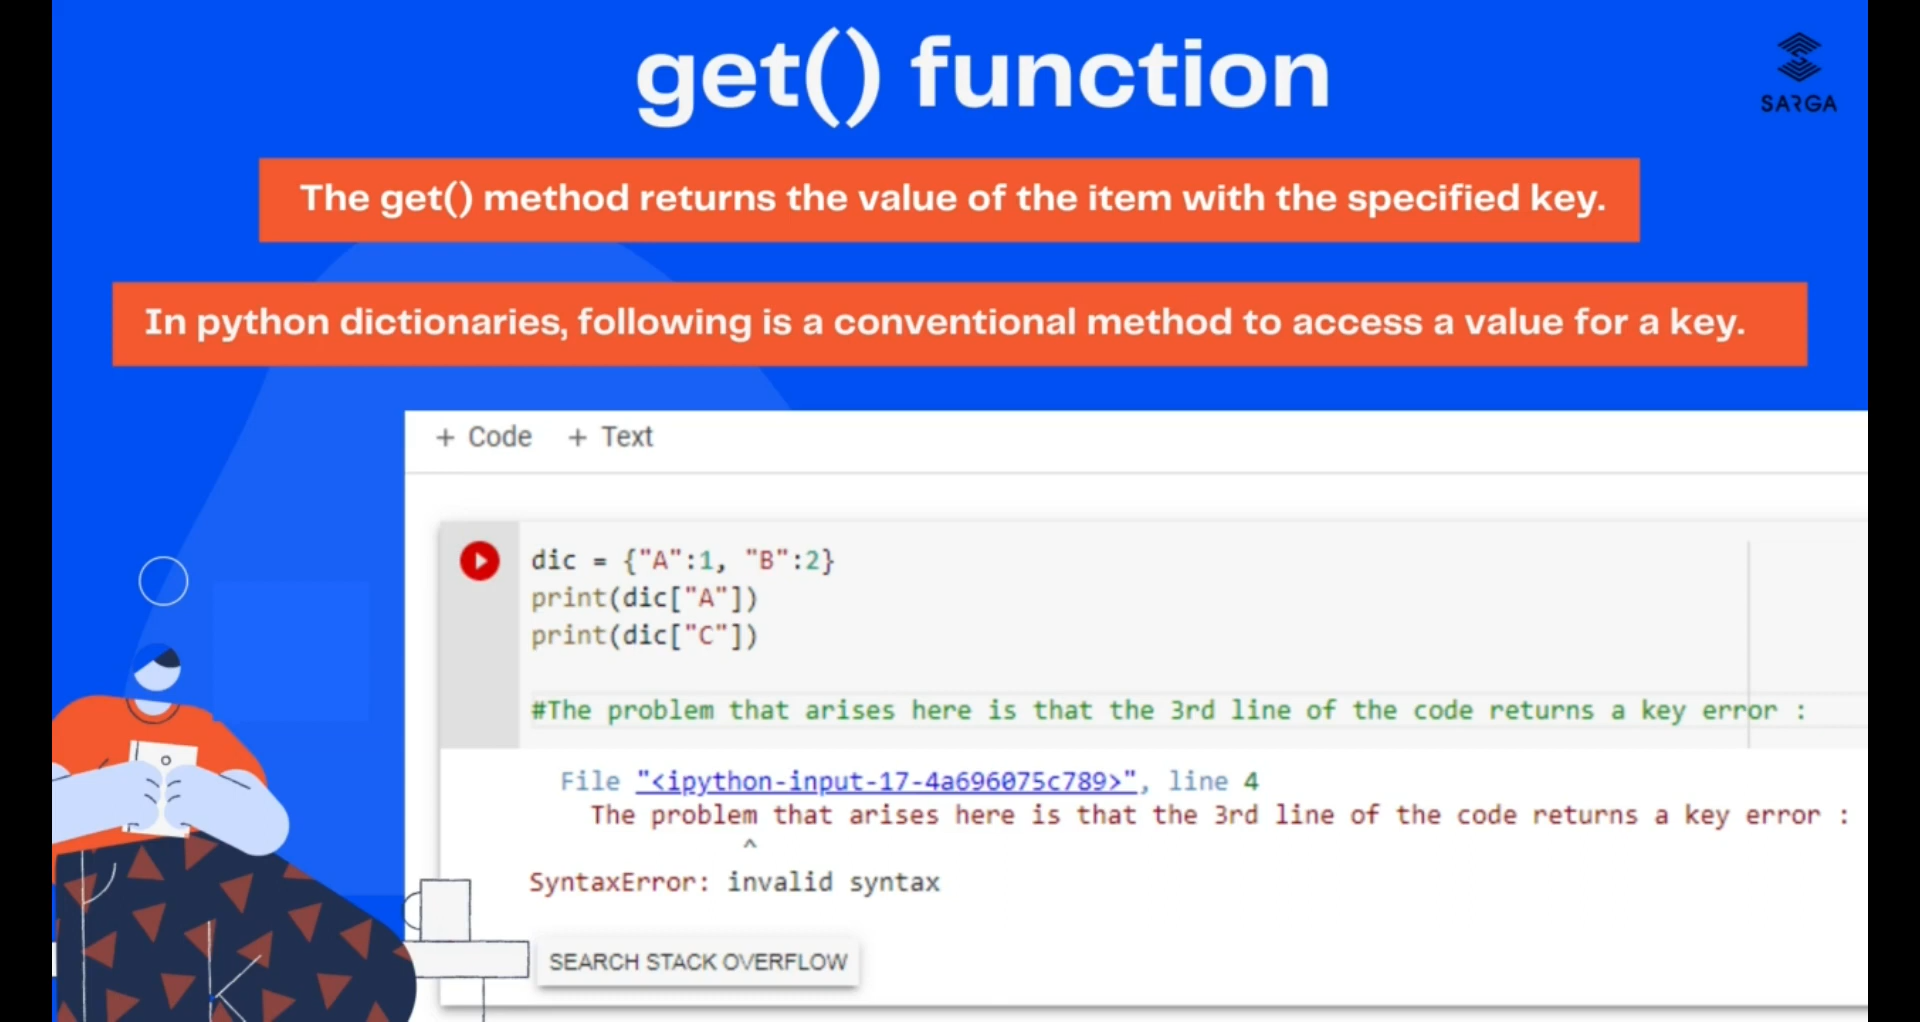 get() function
SARGA
The get() method returns the value of the item with the specified key.
In python dictionaries, following is a conventional method to access a value for a key.
+ Code + Text
dic = {"A":1, "B":2}
print(dic["A"])
print(dic["C"])
#The problem that arises here is that the 3rd line of the code returns a key error :
File "<ipython-input-17-4a696075c789>", line 4
The problem that arises here is that the 3rd line of the code returns a key error :
^
SyntaxError: invalid syntax
SEARCH STACK OVERFLOW